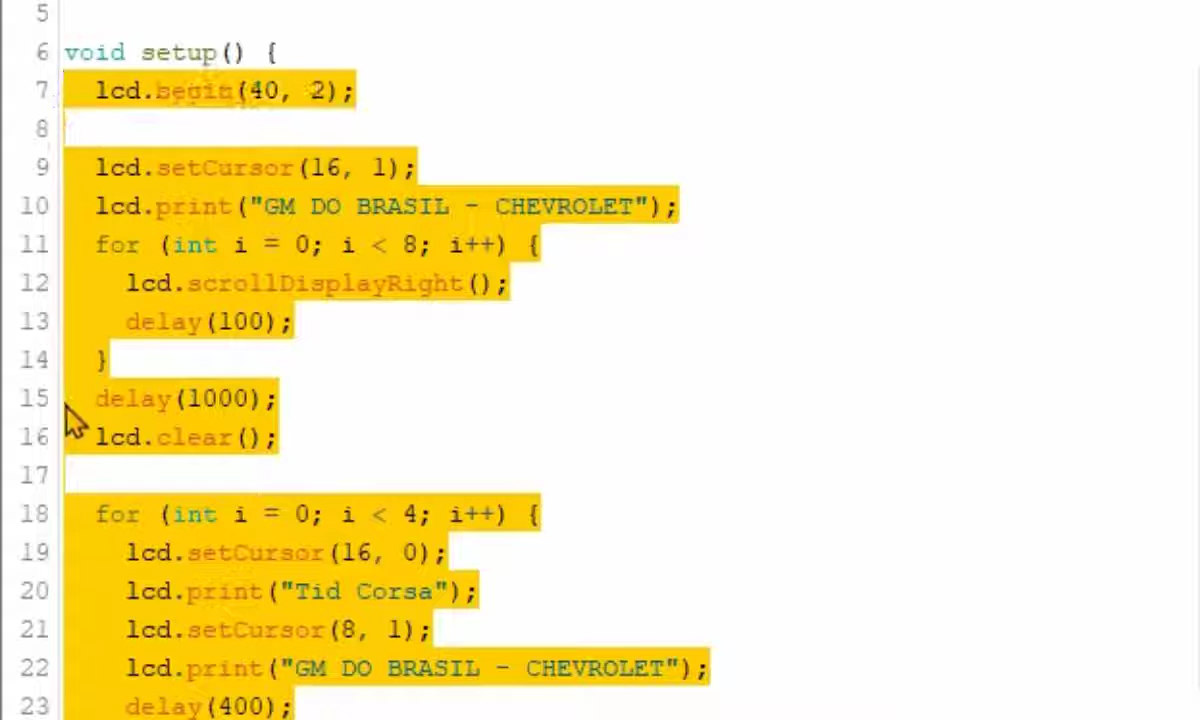 5
6 void setup() {
7 lcd.begin(40, 2);
8
9 lcd.setCursor(16, 1);
10 lcd.print("GM DO BRASIL - CHEVROLET");
11 for (int i = 0; i < 8; i++) {
12 lcd.scrollDisplayRight();
13 delay(100);
14 }
15 delay(1000);
16 lcd.clear();
17
18 for (int i = 0; i < 4; i++) {
19 lcd.setCursor(16, 0);
20 lcd.print("Tid Corsa");
21 lcd.setCursor(8, 1);
22 lcd.print("GM DO BRASIL - CHEVROLET");
23 delay(400);